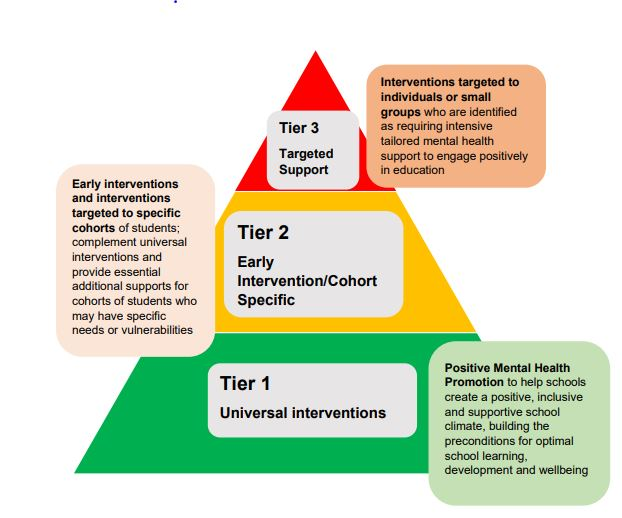 Tier 3
Targeted
Support
Interventions targeted to
individuals or small
groups who are identified
as requiring intensive
tailored mental health
support to engage positively
in education
Early interventions
and interventions
targeted to specific
cohorts of students;
complement universal
interventions and
provide essential
additional supports for
cohorts of students who
may have specific
needs or vulnerabilities
Tier 2
Early
Intervention/Cohort
Specific
Tier 1
Universal interventions
Positive Mental Health
Promotion to help schools
create a positive, inclusive
and supportive school
climate, building the
preconditions for optimal
school learning,
development and wellbeing